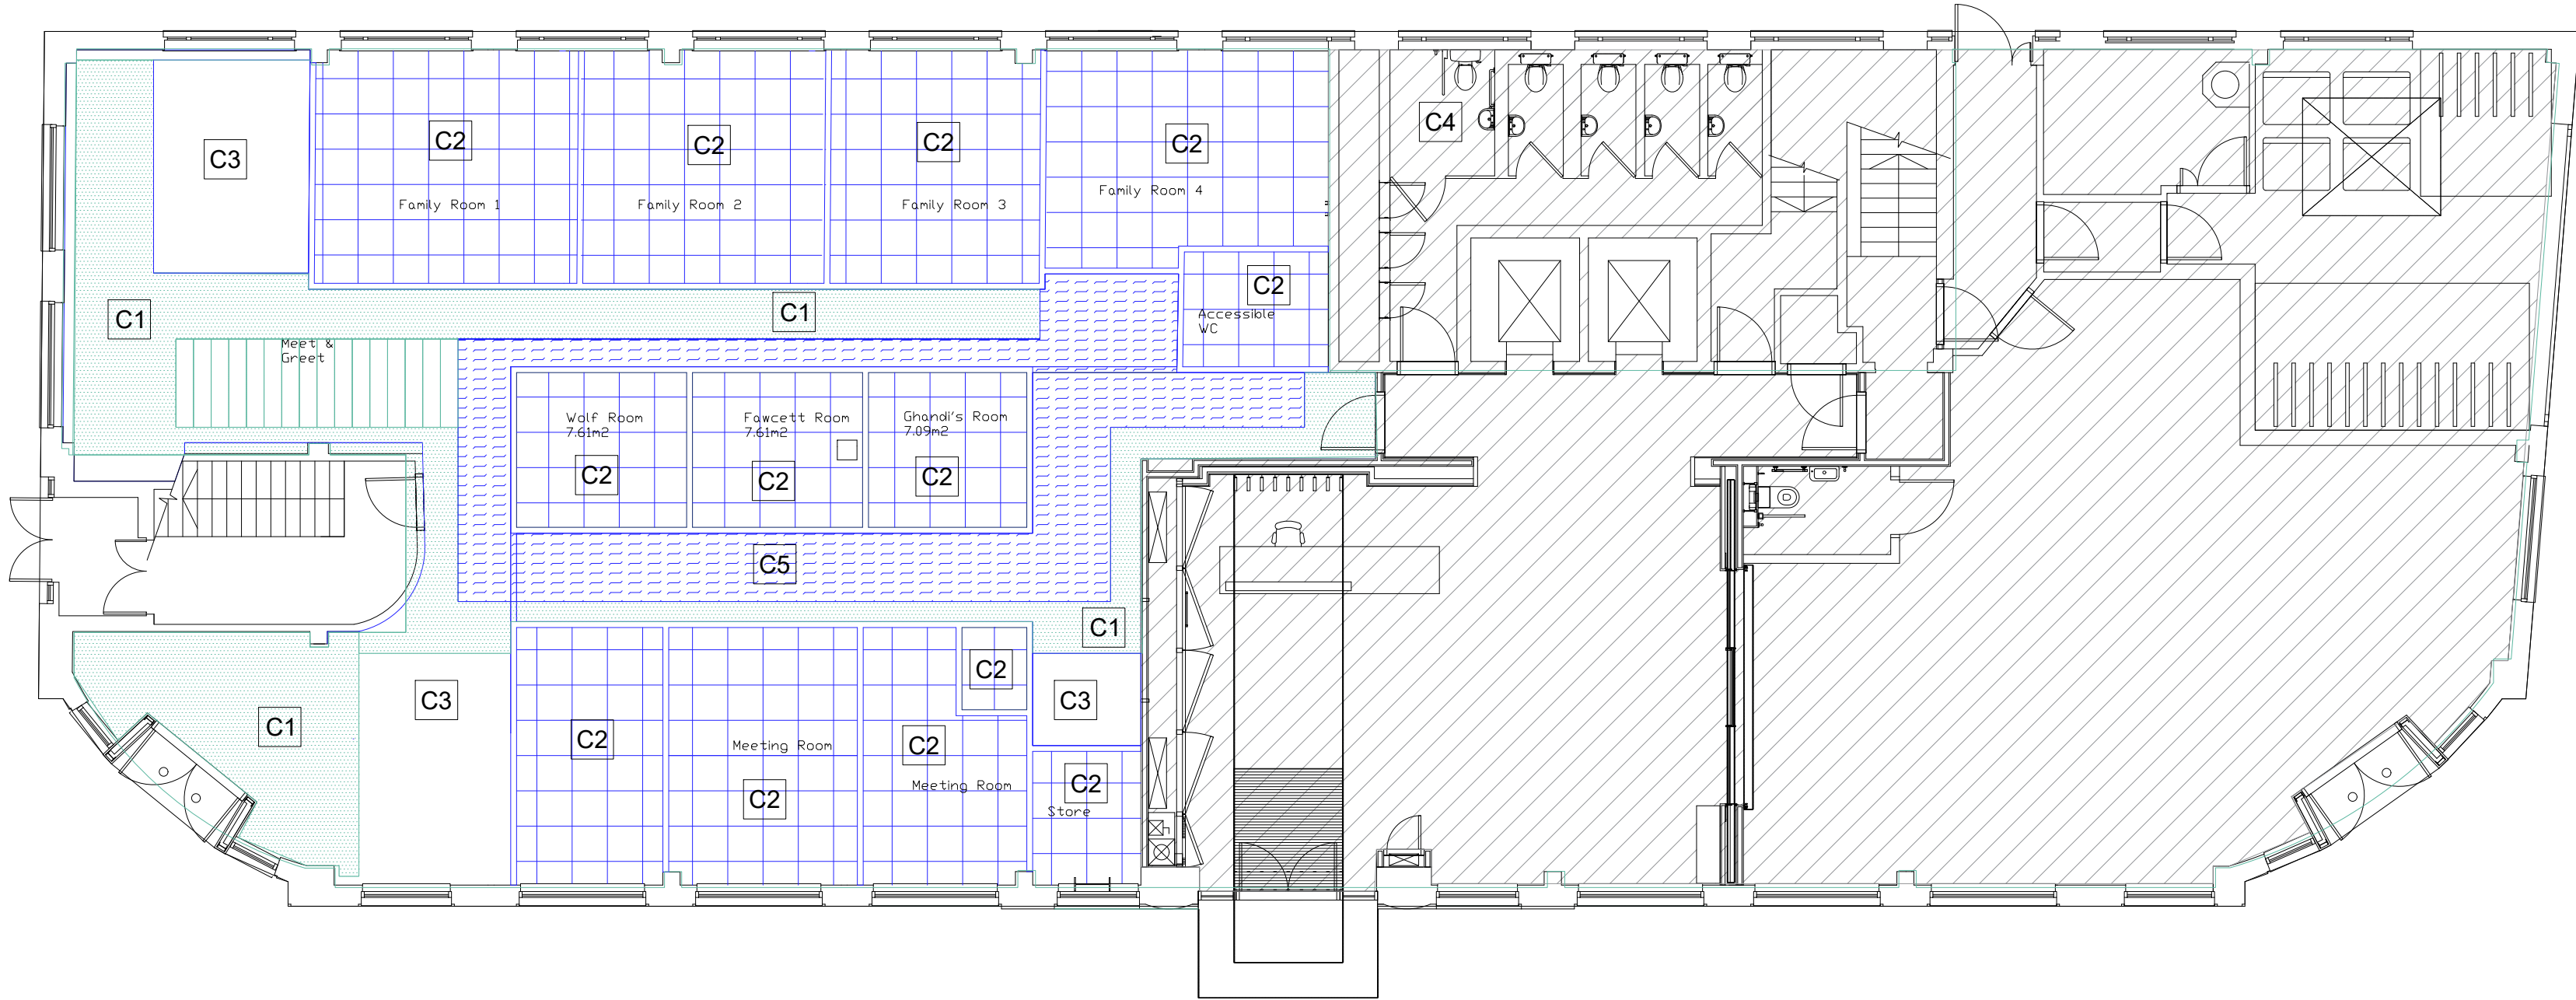 C3
C2
C2
C2
C2
C4
Family Room 1
Family Room 2
Family Room 3
Family Room 4
C1
C1
C2
Accessible
WC
Meet &
Greet
Wolf Room
7.61m2
C2
Fawcett Room
7.61m2
C2
Ghandi's Room
7.09m2
C2
C5
C1
C1
C3
C2
Meeting Room
C2
C2
C2
Meeting Room
C3
C2
Store